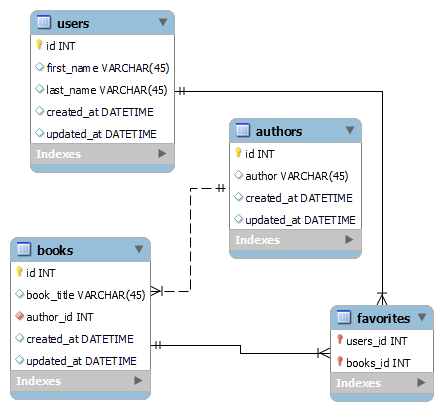 users
id INT
first_name VARCHAR(45)
last_name VARCHAR(45)
created_at DATETIME
updated_at DATETIME
Indexes
authors
id INT
author VARCHAR(45)
created_at DATETIME
updated_at DATETIME
Indexes
books
id INT
book_title VARCHAR(45)
author_id INT
created_at DATETIME
updated_at DATETIME
Indexes
favorites
users_id INT
books_id INT
Indexes